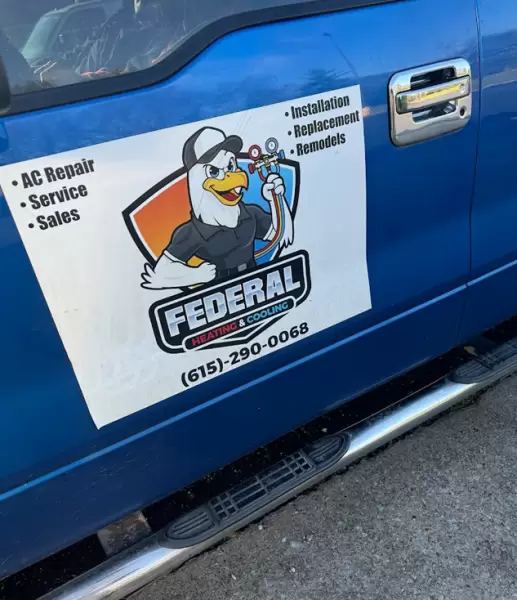 • AC Repair
• Service
• Sales
• Installation
• Replacement
• Remodels
FEDERAL
HEATING & COOLING
(615)-290-0068